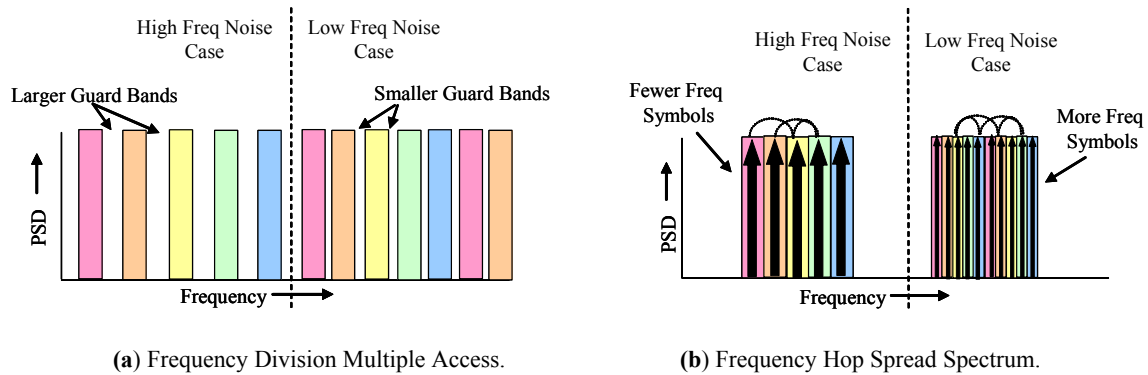 High Freq Noise
Case
Low Freq Noise
Case
Larger Guard Bands
Smaller Guard Bands
PSD
Frequency
(a) Frequency Division Multiple Access.
High Freq Noise
Case
Low Freq Noise
Case
Fewer Freq
Symbols
More Freq
Symbols
PSD
Frequency
(b) Frequency Hop Spread Spectrum.